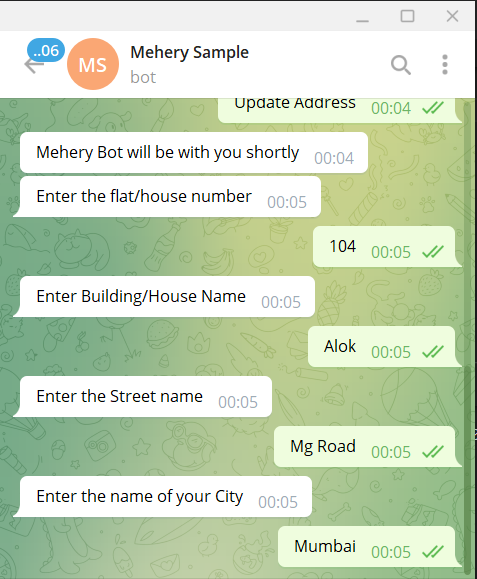 ..06
MS
Mehery Sample
bot
Update Address 00:04
Mehery Bot will be with you shortly 00:04
Enter the flat/house number 00:05
104 00:05
Enter Building/House Name 00:05
Alok 00:05
Enter the Street name 00:05
Mg Road 00:05
Enter the name of your City 00:05
Mumbai 00:05